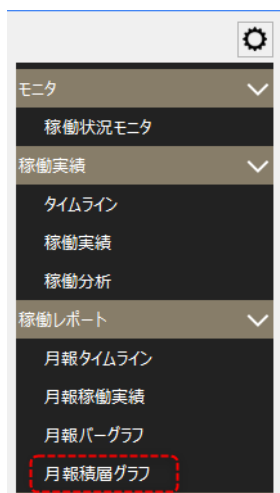 モニタ
稼働状況モニタ
稼働実績
タイムライン
稼働実績
稼働分析
稼働レポート
月報タイムライン
月報稼働実績
月報バーグラフ
月報積層グラフ